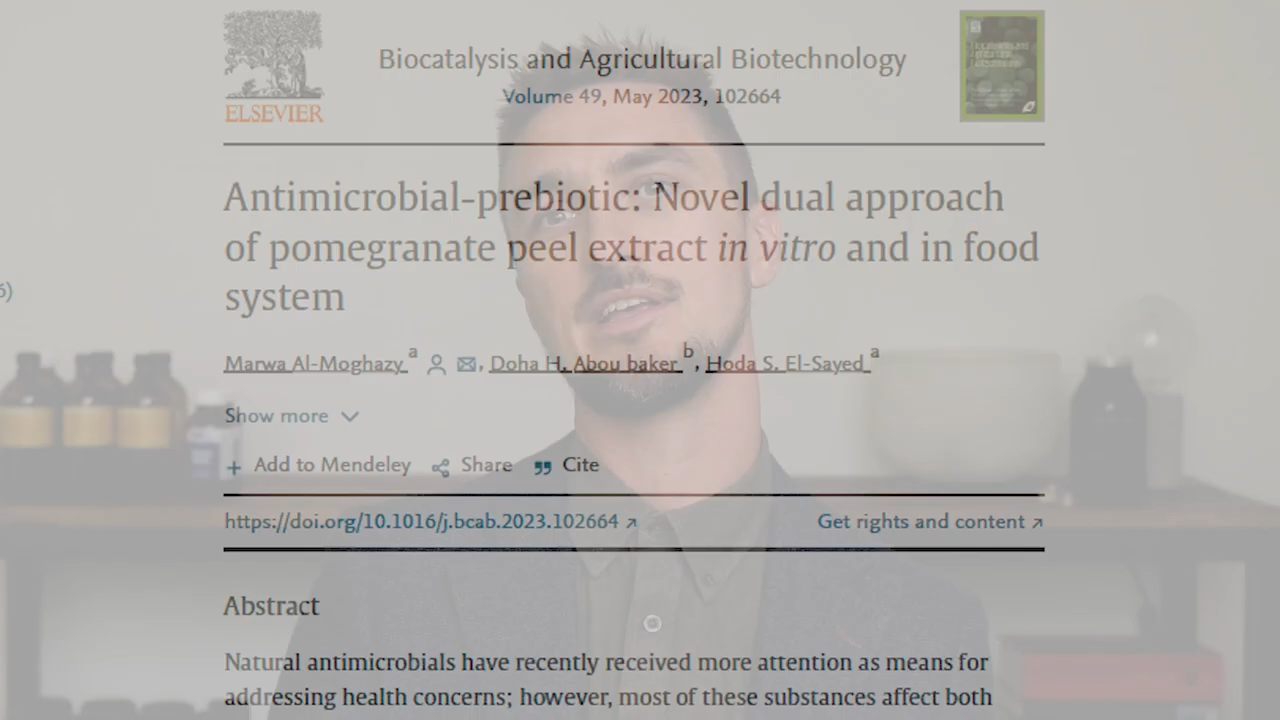 ELSEVIER
Biocatalysis and Agricultural Biotechnology
Volume 49, May 2023, 102664
Antimicrobial-prebiotic: Novel dual approach
of pomegranate peel extract in vitro and in food
system
6)
Marwa Al-Moghazy a, Doha H. Abou baker b, Hoda S. El-Sayed a
Show more
+ Add to Mendeley Share Cite
https://doi.org/10.1016/j.bcab.2023.102664 ↗ Get rights and content ↗
Abstract
Natural antimicrobials have recently received more attention as means for
addressing health concerns; however, most of these substances affect both